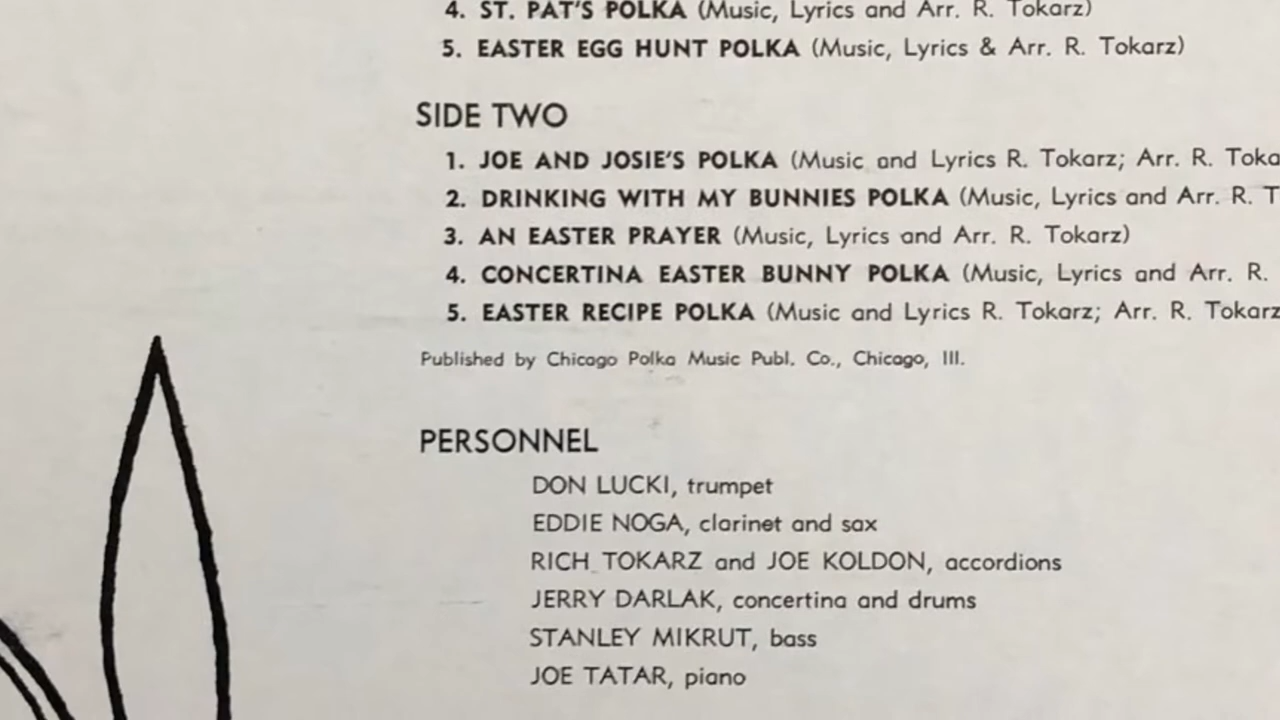 4. ST. PAT'S POLKA (Music, Lyrics and Arr. R. Tokarz)
5. EASTER EGG HUNT POLKA (Music, Lyrics & Arr. R. Tokarz)
SIDE TWO
1. JOE AND JOSIE'S POLKA (Music and Lyrics R. Tokarz; Arr. R. Toka
2. DRINKING WITH MY BUNNIES POLKA (Music, Lyrics and Arr. R. T
3. AN EASTER PRAYER (Music, Lyrics and Arr. R. Tokarz)
4. CONCERTINA EASTER BUNNY POLKA (Music, Lyrics and Arr. R.
5. EASTER RECIPE POLKA (Music and Lyrics R. Tokarz; Arr. R. Tokarz
Published by Chicago Polka Music Publ. Co., Chicago, Ill.
PERSONNEL
DON LUCKI, trumpet
EDDIE NOGA, clarinet and sax
RICH TOKARZ and JOE KOLDON, accordions
JERRY DARLAK, concertina and drums
STANLEY MIKRUT, bass
JOE TATAR, piano